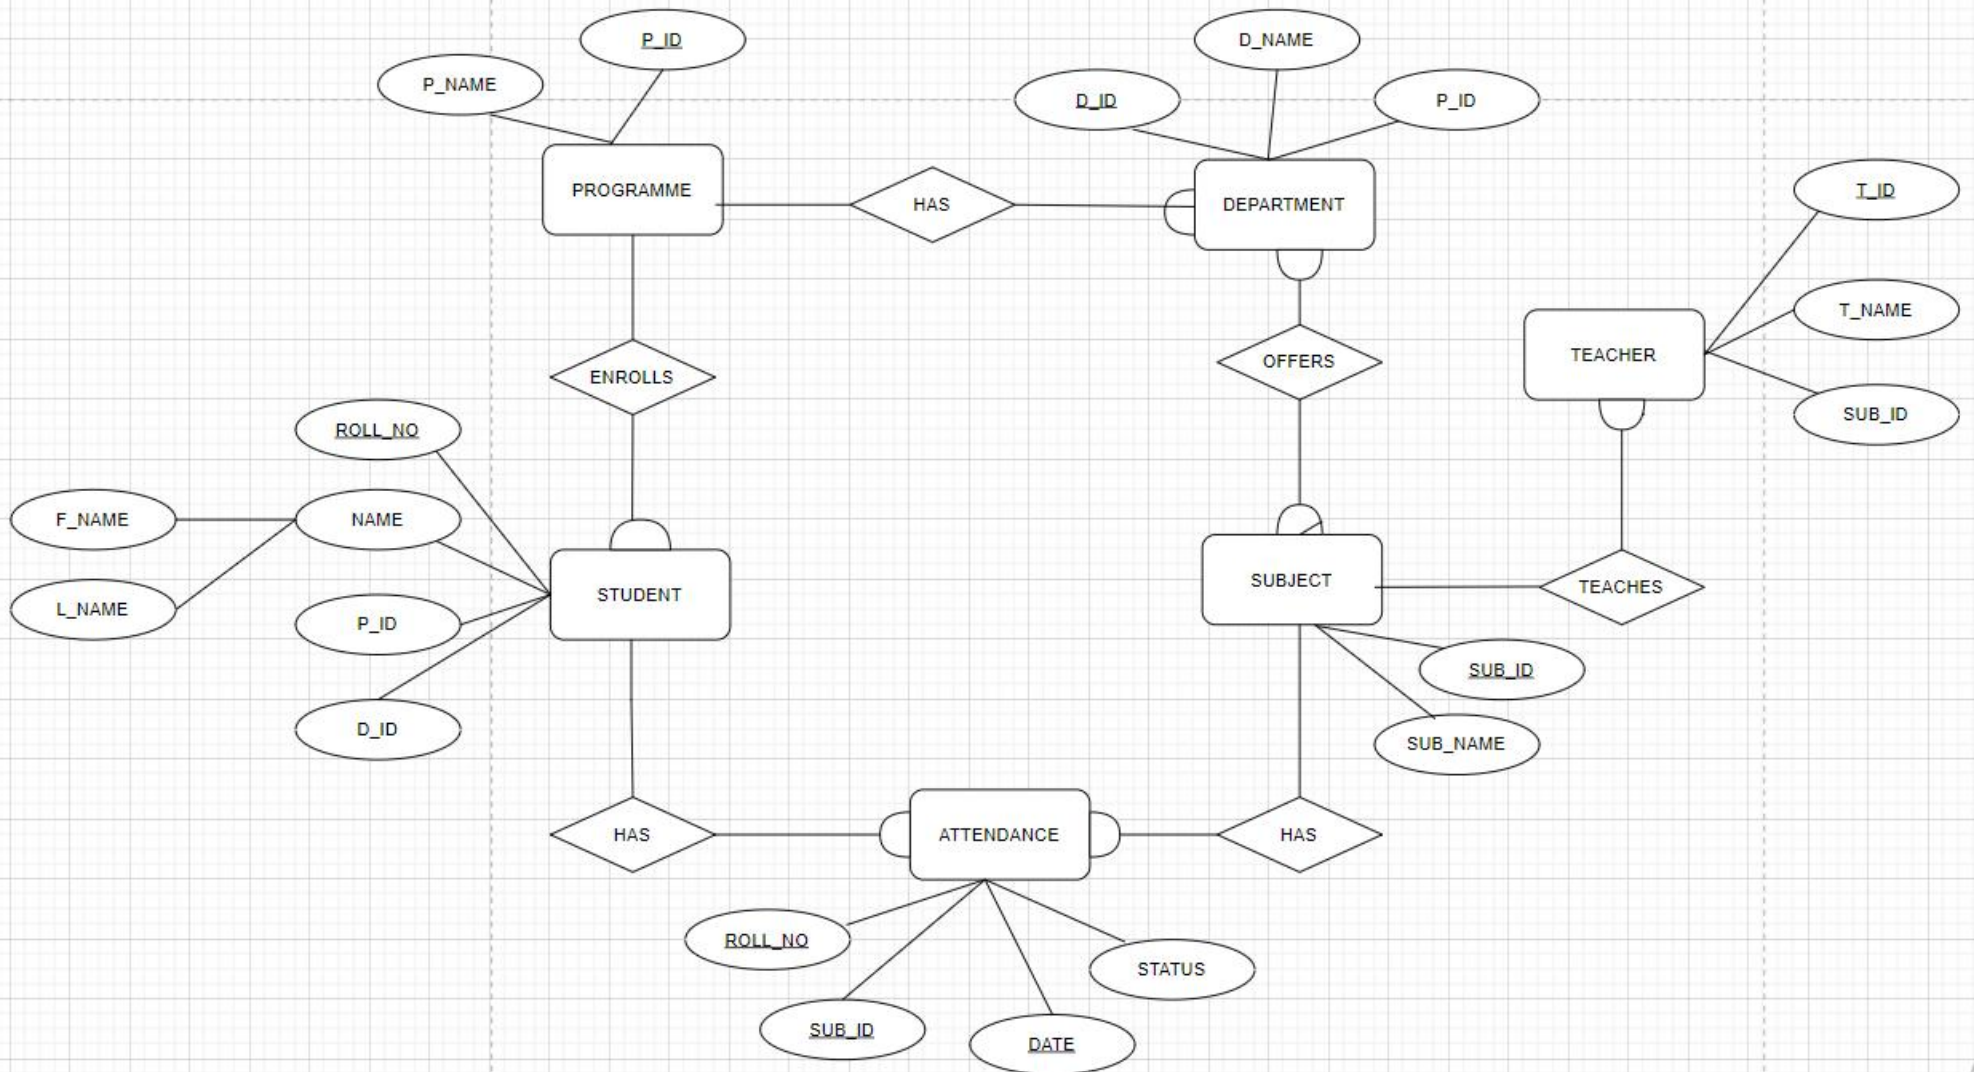 P_ID
D_NAME
P_NAME
D_ID
P_ID
PROGRAMME
HAS
DEPARTMENT
T_ID
T_NAME
TEACHER
OFFERS
ENROLLS
SUB_ID
ROLL_NO
F_NAME
NAME
L_NAME
STUDENT
SUBJECT
TEACHES
P_ID
SUB_ID
D_ID
SUB_NAME
HAS
ATTENDANCE
HAS
ROLL_NO
STATUS
SUB_ID
DATE